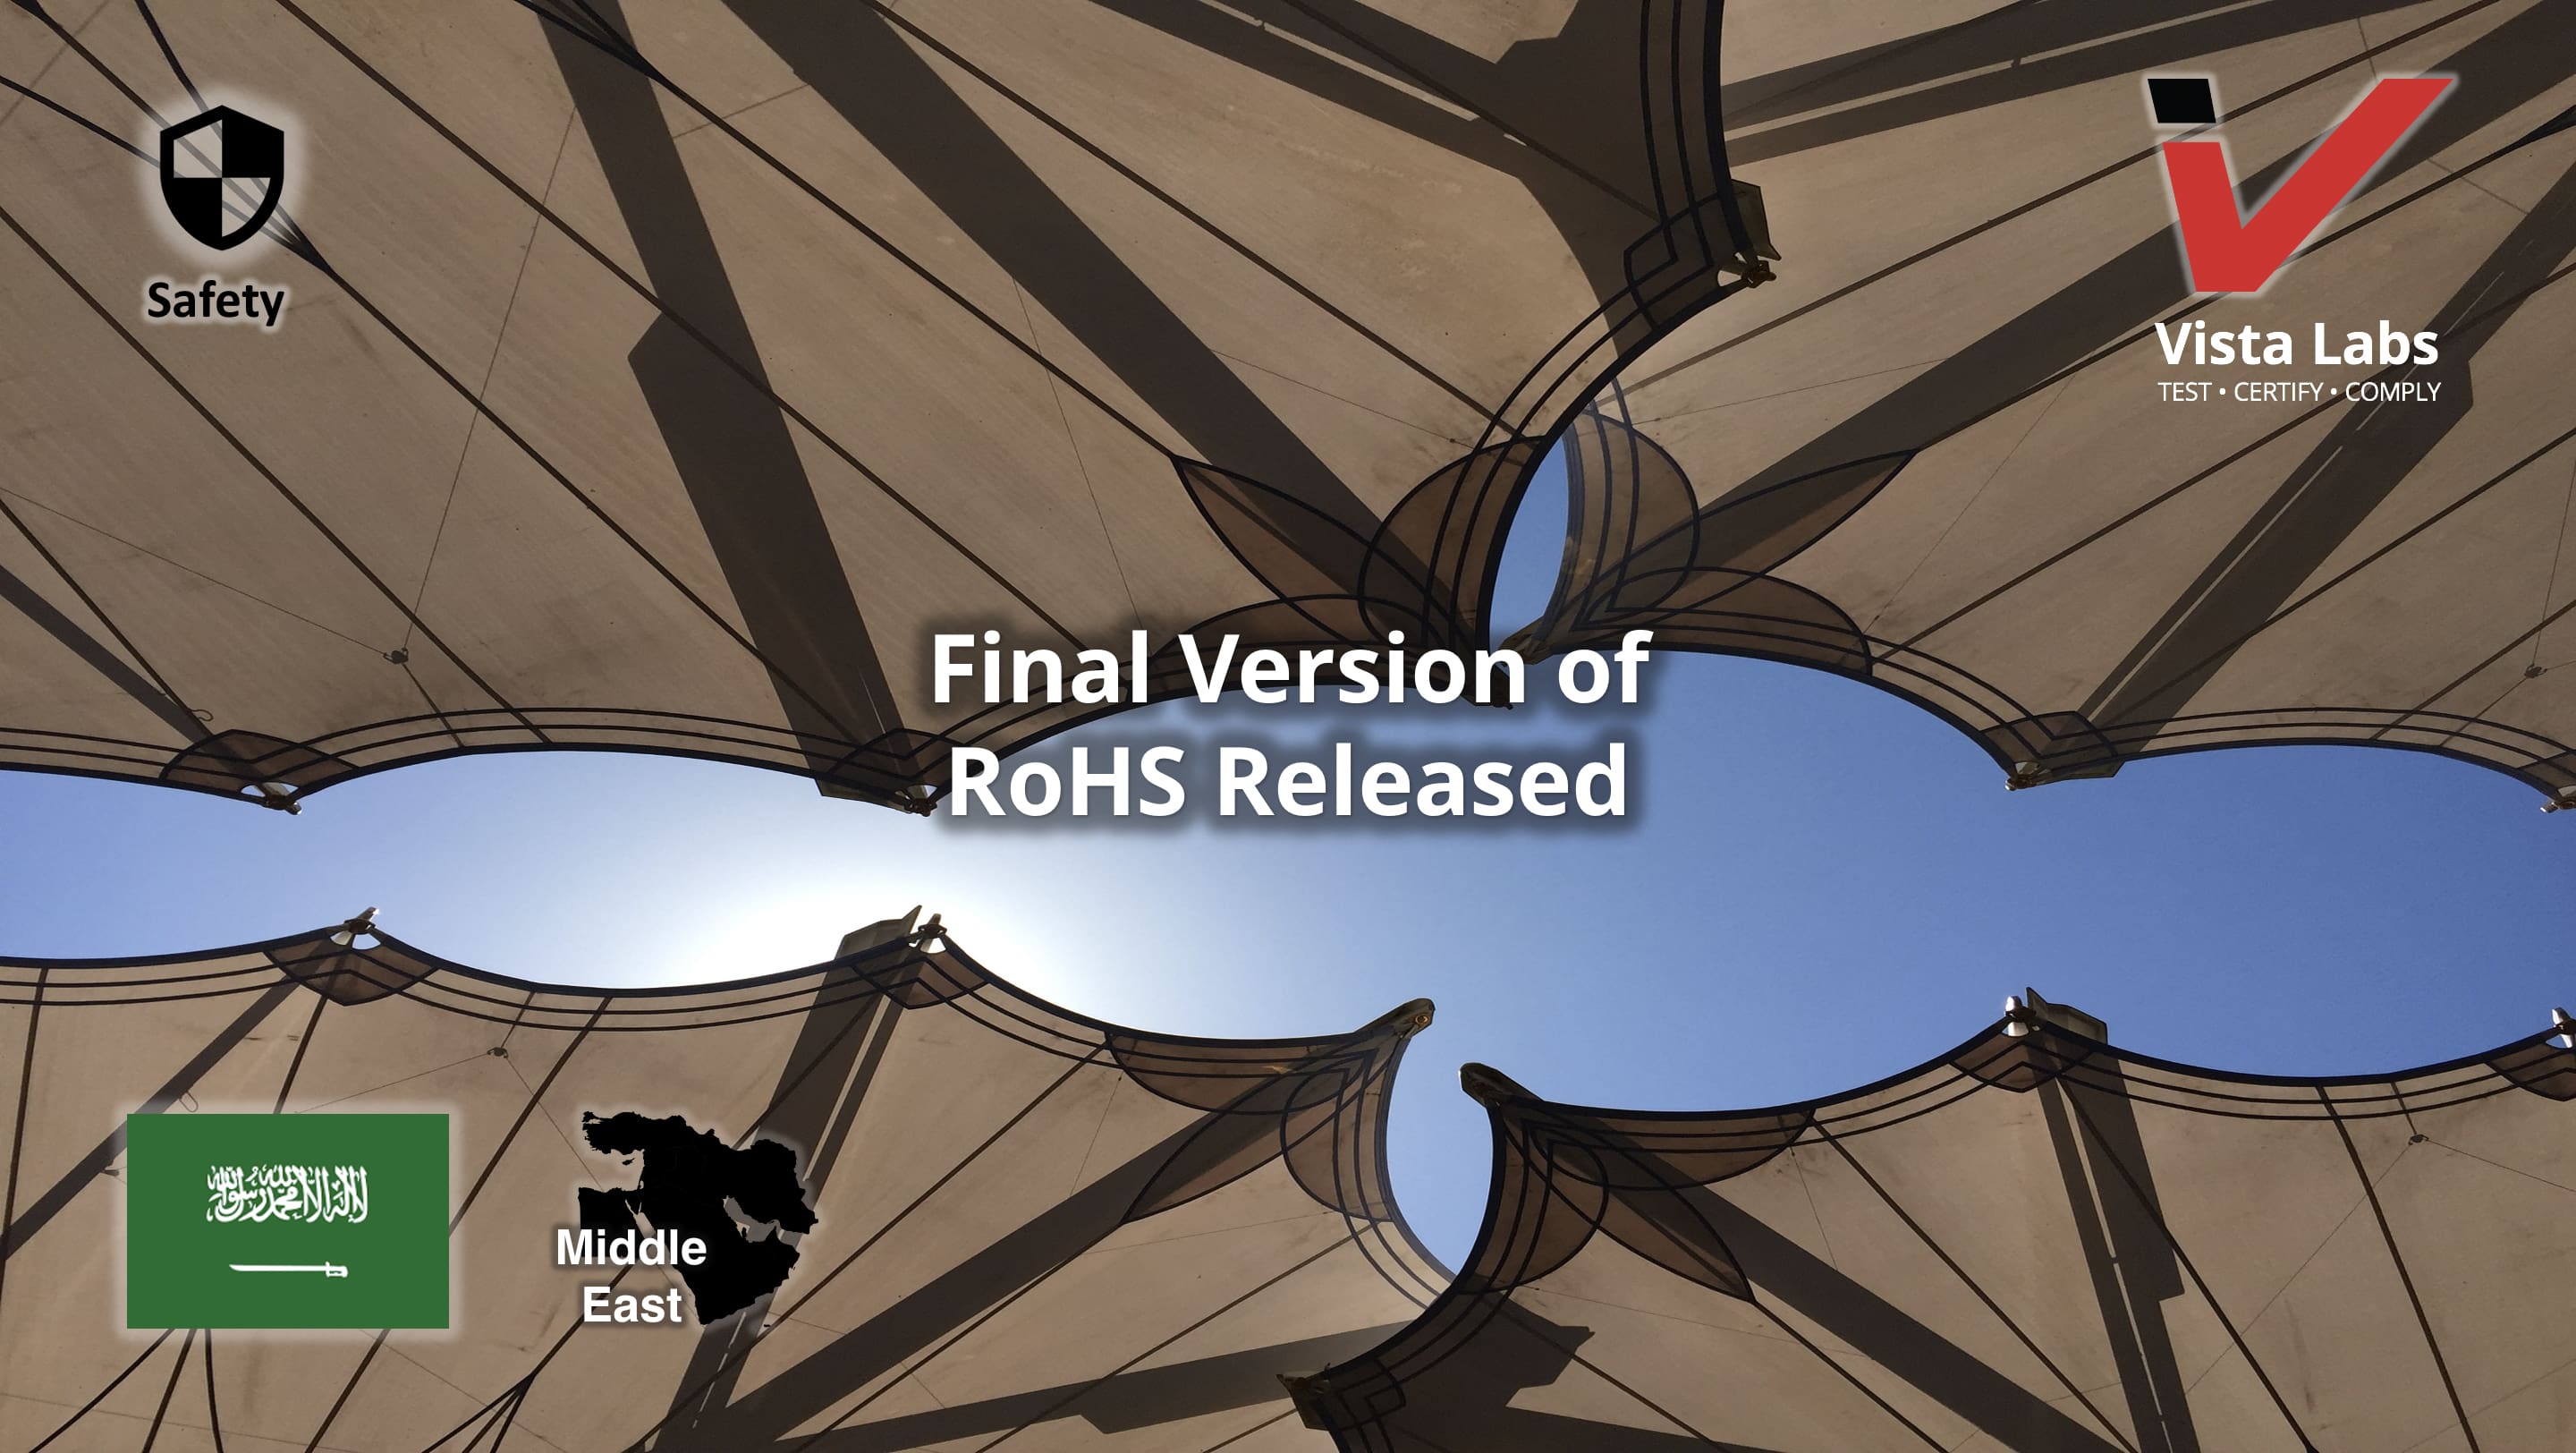 Safety
Vista Labs
TEST • CERTIFY • COMPLY
Final Version of
RoHS Released
لا إله إلا الله محمد رسول الله
Middle
East